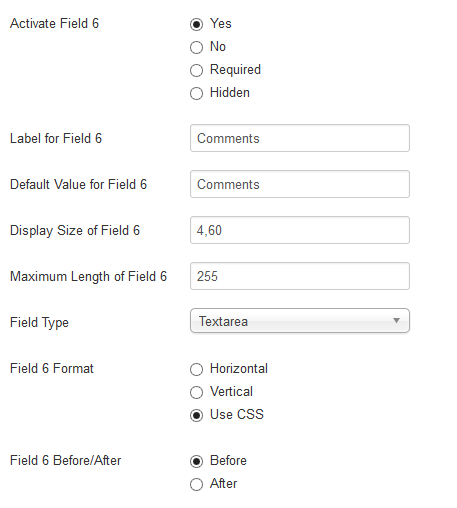 Activate Field 6 Yes
No
Required
Hidden
Label for Field 6 Comments
Default Value for Field 6 Comments
Display Size of Field 6 4,60
Maximum Length of Field 6 255
Field Type Textarea
Field 6 Format Horizontal
Vertical
Use CSS
Field 6 Before/After Before
After